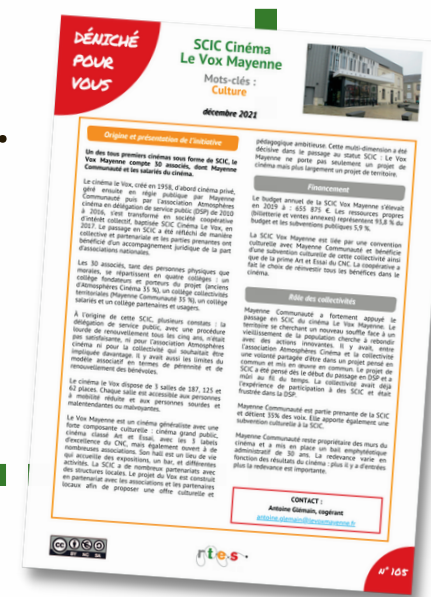 DÉNICHÉ
POUR
VOUS
SCIC Cinéma
Le Vox Mayenne
Mots-clés :
Culture
décembre 2021
Origine et présentation de l'initiative
Un des tous premiers cinémas sous forme de SCIC, le
Vox Mayenne compte 30 associés, dont Mayenne
Communauté et les salariés du cinéma.
Le cinéma le Vox, créé en 1958, d'abord cinéma privé,
géré ensuite en régie publique par Mayenne
Communauté puis par l'association Atmosphères
cinéma en délégation de service public (DSP) de 2010
à 2016, s'est transformé en société coopérative
d'intérêt collectif, baptisée SCIC Cinéma Le Vox, en
2017. Le passage en SCIC a été réfléchi de manière
collective et partenariale et les parties prenantes ont
bénéficié d'un accompagnement juridique de la part
d'associations nationales.
Les 30 associés, tant des personnes physiques que
morales, se répartissent en quatre collèges : un
collège fondateurs et porteurs du projet (anciens
d'Atmosphères Cinéma 35 %), un collège collectivités
territoriales (Mayenne Communauté 35 %), un collège
salariés et un collège partenaires et usagers.
À l'origine de cette SCIC, plusieurs constats : la
délégation de service public, avec une procédure
lourde de renouvellement tous les cinq ans, n'était
pas satisfaisante, ni pour l'association Atmosphères
cinéma ni pour la collectivité qui souhaitait être
impliquée davantage. Il y avait aussi les limites du
modèle associatif en termes de pérennité et de
renouvellement des bénévoles.
Le cinéma le Vox dispose de 3 salles de 187, 125 et
62 places. Chaque salle est accessible aux personnes
à mobilité réduite et aux personnes sourdes et
malentendantes ou malvoyantes.
Le Vox Mayenne est un cinéma généraliste avec une
forte composante culturelle : cinéma grand public,
cinéma classé Art et Essai, avec les 3 labels
d'excellence du CNC, mais également ouvert à de
nombreuses associations. Son hall est un lieu de vie
qui accueille des expositions, un bar, et différentes
activités. La SCIC a de nombreux partenariats avec
des structures locales. Le projet du Vox est construit
en partenariat avec les associations et les partenaires
locaux afin de proposer une offre culturelle et
pédagogique ambitieuse. Cette multi-dimension a été
décisive dans le passage au statut SCIC : Le Vox
Mayenne ne porte pas seulement un projet de
cinéma mais plus largement un projet de territoire.
Financement
Le budget annuel de la SCIC Vox Mayenne s'élevait
en 2019 à : 655 875 €. Les ressources propres
(billetterie et ventes annexes) représentent 93,8 % du
budget et les subventions publiques 5,9 %.
La SCIC Vox Mayenne est liée par une convention
culturelle avec Mayenne Communauté et bénéficie
d'une subvention culturelle de cette collectivité ainsi
que de la prime Art et Essai du CNC. La coopérative a
fait le choix de réinvestir tous les bénéfices dans le
cinéma.
Rôle des collectivités
Mayenne Communauté a fortement appuyé le
passage en SCIC du cinéma Le Vox Mayenne. Le
territoire se cherchant un nouveau souffle face à un
vieillissement de la population cherche à rebondir
avec des actions innovantes. Il y avait, entre
l'association Atmosphères Cinéma et la collectivité
une volonté partagée d'être dans un projet pensé en
commun et mis en œuvre en commun. Le projet de
SCIC a été pensé dès le début du passage en DSP et a
mûri au fil du temps. La collectivité avait déjà
l'expérience de participation à des SCIC et était
frustrée dans la DSP.
Mayenne Communauté est partie prenante de la SCIC
et détient 35% des voix. Elle apporte également une
subvention culturelle à la SCIC.
Mayenne Communauté reste propriétaire des murs du
cinéma et a mis en place un bail emphytéotique
administratif de 30 ans. La redevance varie en
fonction des résultats du cinéma : plus il y a d'entrées
plus la redevance est importante.
CONTACT :
Antoine Glémain, cogérant
antoine.glemain@levoxmayenne.fr
CC BY NC SA
rtes
N° 105